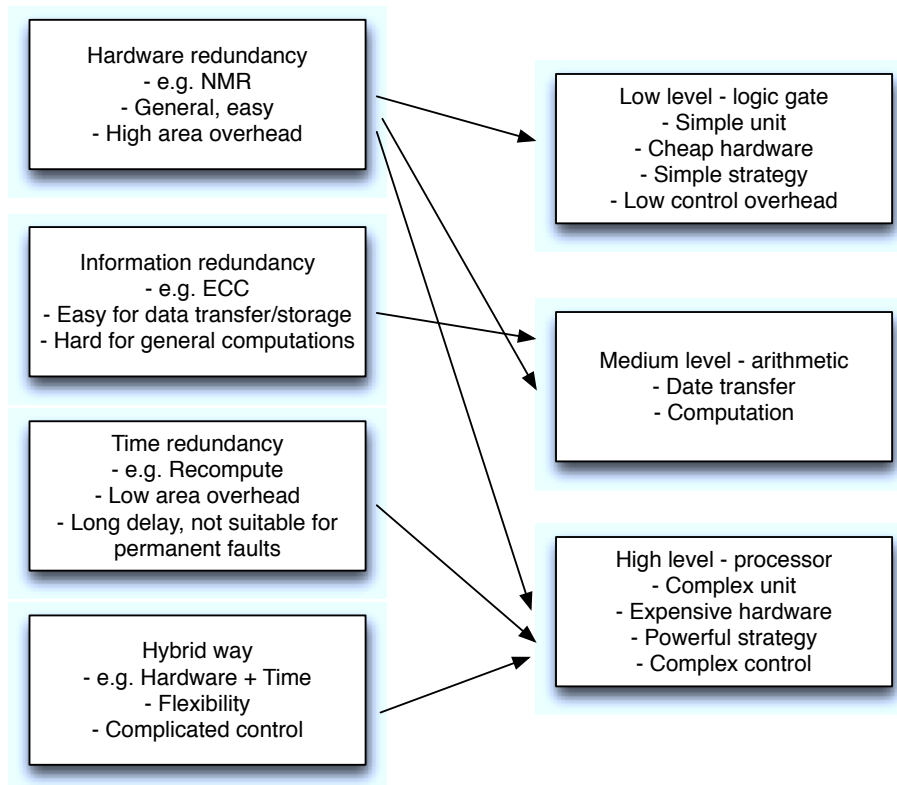 Hardware redundancy
- e.g. NMR
- General, easy
- High area overhead
Information redundancy
- e.g. ECC
- Easy for data transfer/storage
- Hard for general computations
Time redundancy
- e.g. Recompute
- Low area overhead
- Long delay, not suitable for
permanent faults
Hybrid way
- e.g. Hardware + Time
- Flexibility
- Complicated control
Low level - logic gate
- Simple unit
- Cheap hardware
- Simple strategy
- Low control overhead
Medium level - arithmetic
- Date transfer
- Computation
High level - processor
- Complex unit
- Expensive hardware
- Powerful strategy
- Complex control